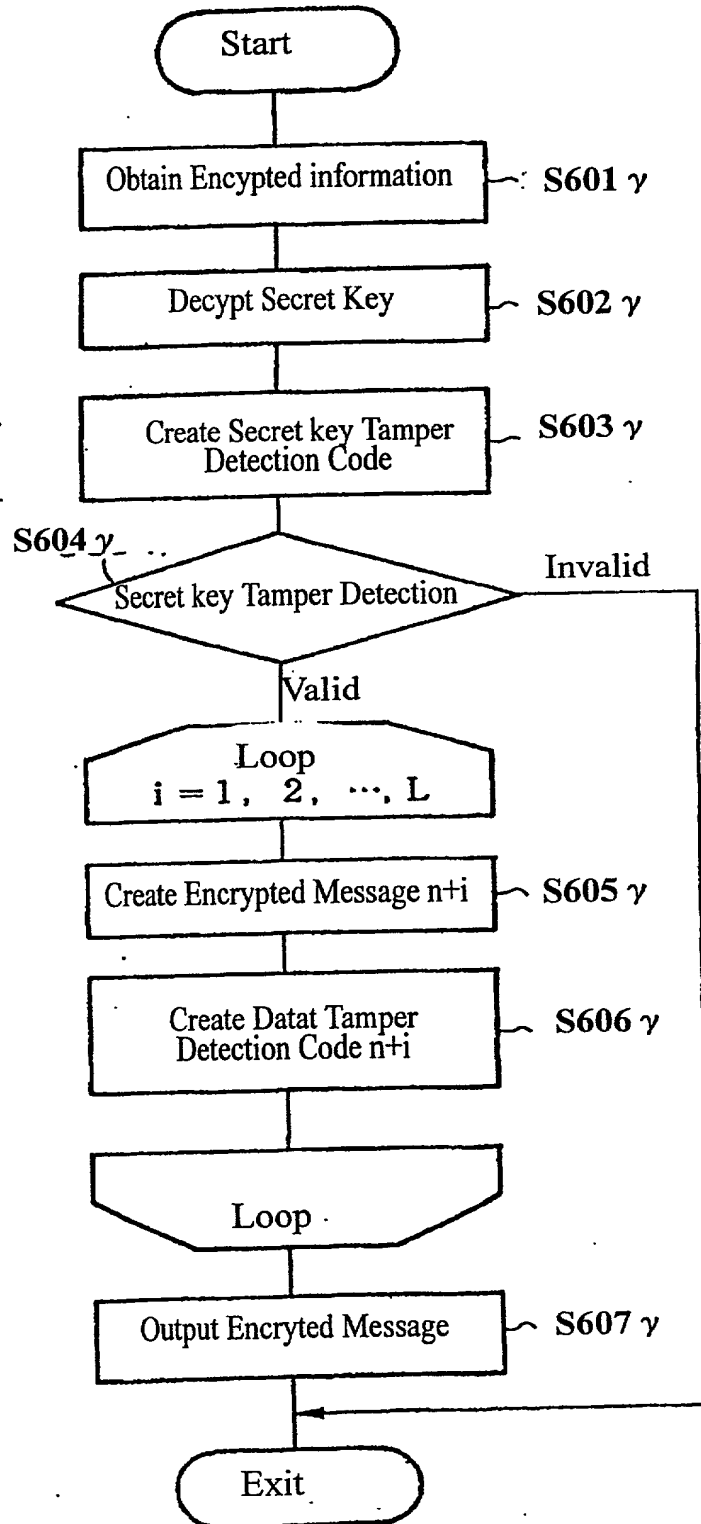 Start
Obtain Encypted information
S601 γ
Decypt Secret Key
S602 γ
Create Secret key Tamper
Detection Code
S603 γ
S604 γ
Secret key Tamper Detection
Invalid
Valid
Loop
i = 1, 2, ···, L
Create Encrypted Message n+i
S605 γ
Create Datat Tamper
Detection Code n+i
S606 γ
Loop
Output Encryted Message
S607 γ
Exit